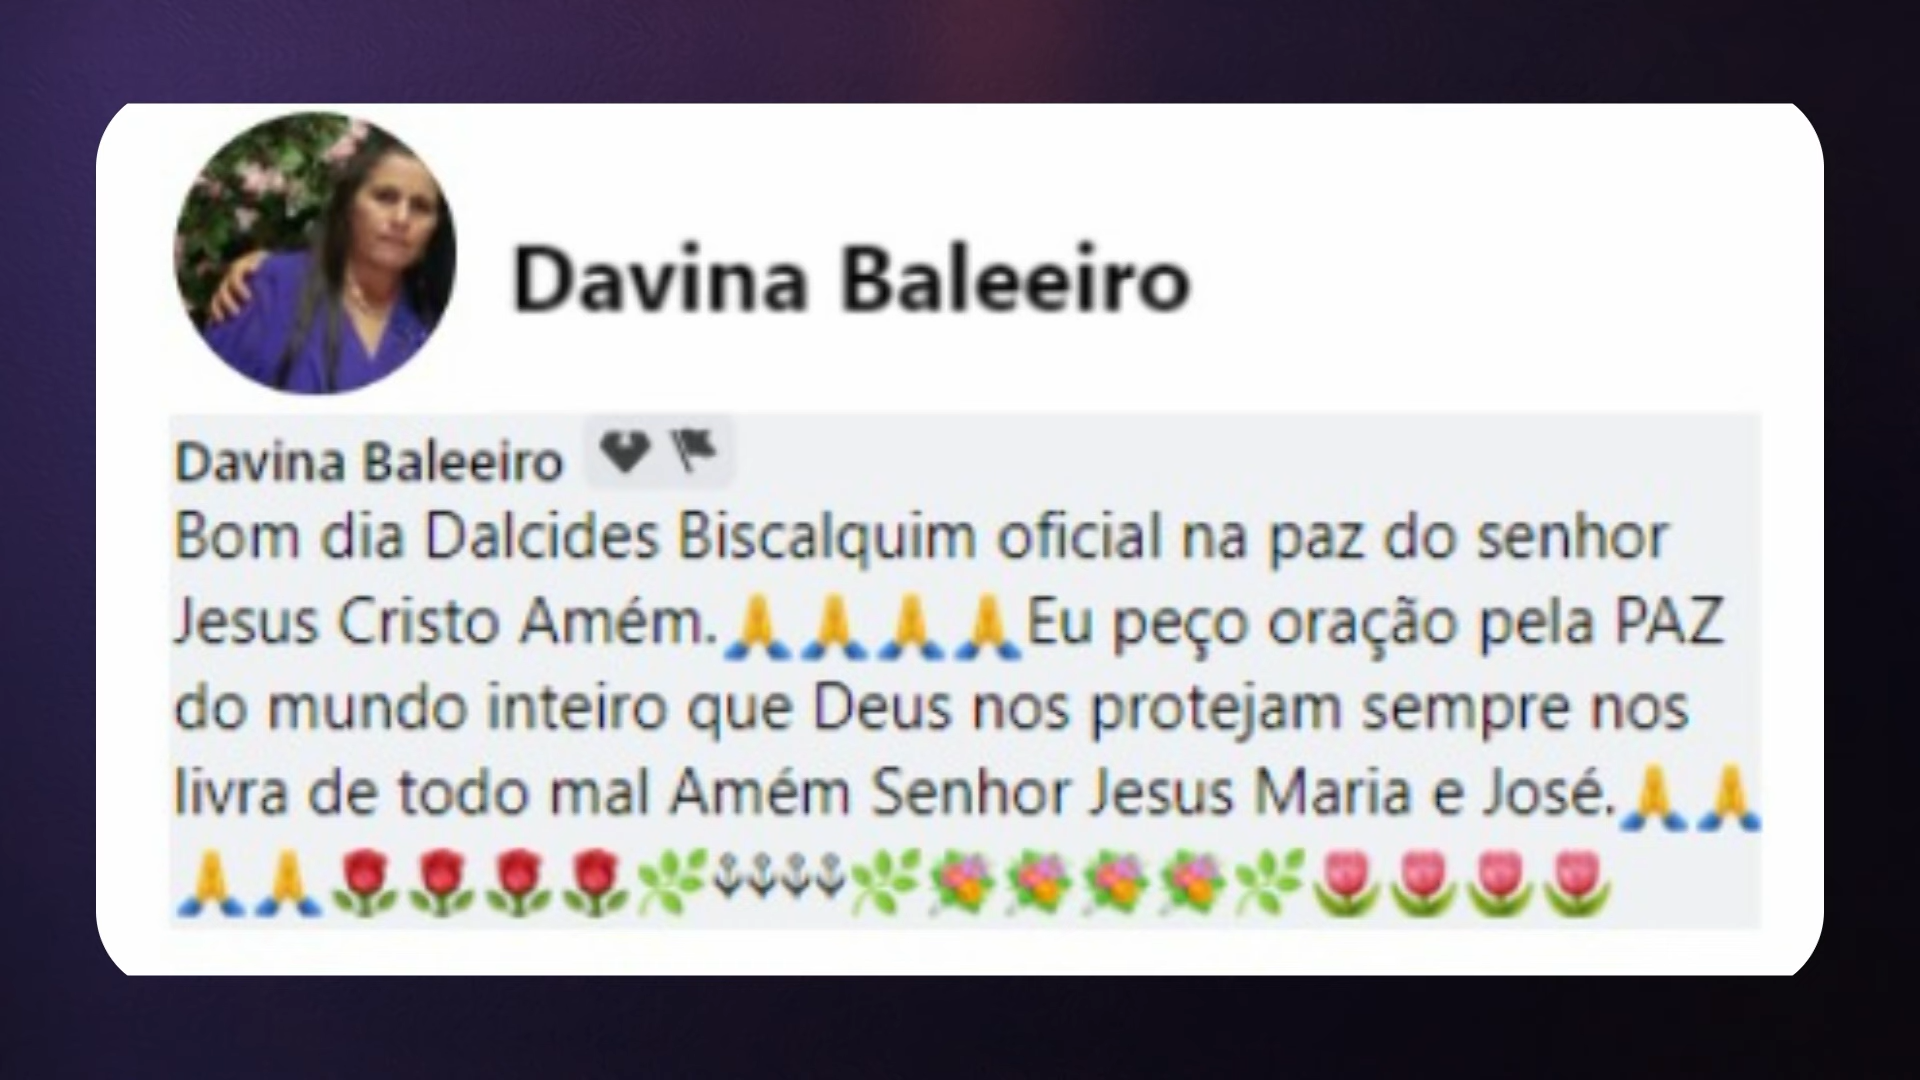 Davina Baleeiro
Davina Baleeiro
Bom dia Dalcides Biscalquim oficial na paz do senhor
Jesus Cristo Amém.🙏🙏🙏🙏Eu peço oração pela PAZ
do mundo inteiro que Deus nos protejam sempre nos
livra de todo mal Amém Senhor Jesus Maria e José.🙏🙏
🙏🙏🌹🌹🌹🌹🌿⚓⚓⚓⚓🌿💐💐💐💐🌿🌷🌷🌷🌷